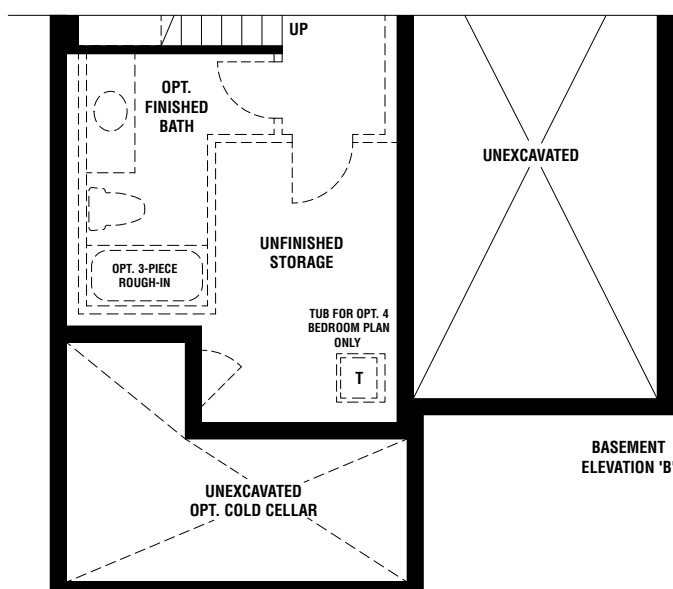 UP
OPT.
FINISHED
BATH
UNEXCAVATED
UNFINISHED
STORAGE
OPT. 3-PIECE
ROUGH-IN
TUB FOR OPT. 4
BEDROOM PLAN
ONLY
T
BASEMENT
ELEVATION 'B'
UNEXCAVATED
OPT. COLD CELLAR